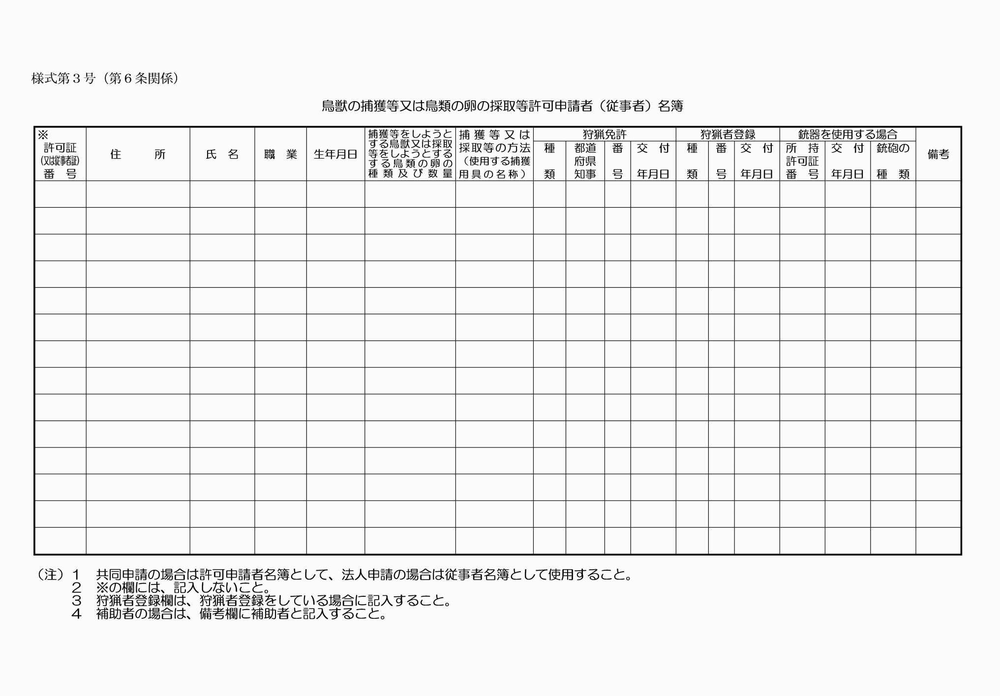 様式第３号（第６条関係）
鳥獣の捕獲等又は鳥類の卵の採取等許可申請者（従事者）名簿
※
許可証
（又は従事者証）
番　号
住　　　所
氏　名
職　業
生年月日
捕獲等をしようと
する鳥獣又は採取
等をしようとする
する鳥類の卵の
種類及び数量
捕獲等又は
採取等の方法
（使用する捕獲
用具の名称）
狩猟免許
種
類
都道
府県
知事
番
号
交　付
年月日
狩猟者登録
種
類
番
号
交　付
年月日
銃器を使用する場合
所　持
許可証
番　号
交　付
年月日
銃砲の
種　類
備考
（注）１　共同申請の場合は許可申請者名簿として、法人申請の場合は従事者名簿として使用すること。
２　※の欄には、記入しないこと。
３　狩猟者登録欄は、狩猟者登録をしている場合に記入すること。
４　補助者の場合は、備考欄に補助者と記入すること。